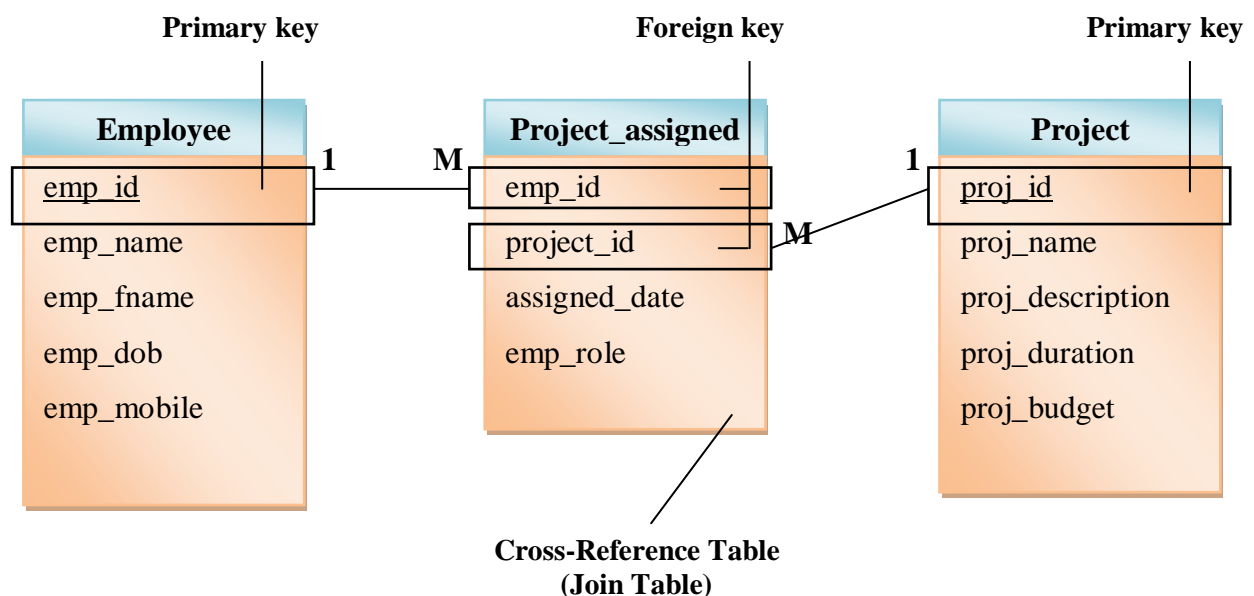 Primary key
Foreign key
Primary key
Employee
emp_id
emp_name
emp_fname
emp_dob
emp_mobile
1
M
Project_assigned
emp_id
project_id
assigned_date
emp_role
M
1
Project
proj_id
proj_name
proj_description
proj_duration
proj_budget
Cross-Reference Table
(Join Table)